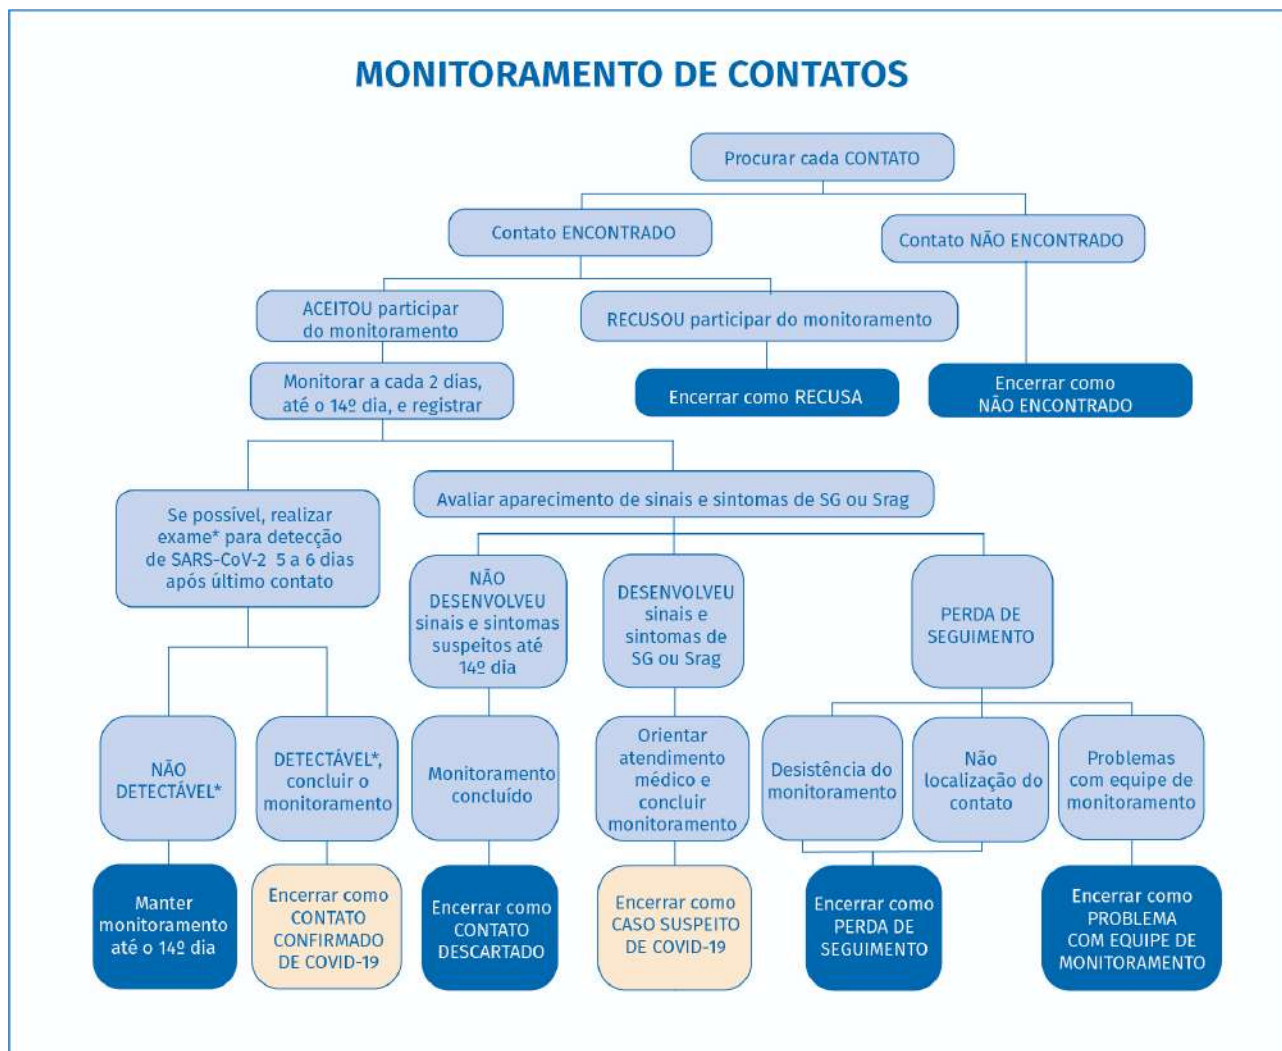 MONITORAMENTO DE CONTATOS
Procurar cada CONTATO
Contato ENCONTRADO
Contato NÃO ENCONTRADO
ACEITOU participar
do monitoramento
RECUSOU participar do monitoramento
Monitorar a cada 2 dias,
até o 14º dia, e registrar
Encerrar como RECUSA
Encerrar como
NÃO ENCONTRADO
Se possível, realizar
exame* para detecção
de SARS-CoV-2 5 a 6 dias
após último contato
Avaliar aparecimento de sinais e sintomas de SG ou Srag
NÃO
DESENVOLVEU
sinais e sintomas
suspeitos até
14º dia
DESENVOLVEU
sinais e
sintomas de
SG ou Srag
PERDA DE
SEGUIMENTO
NÃO
DETECTÁVEL*
DETECTÁVEL*,
concluir o
monitoramento
Monitoramento
concluído
Orientar
atendimento
médico e
concluir
monitoramento
Desistência do
monitoramento
Não
localização do
contato
Problemas
com equipe de
monitoramento
Manter
monitoramento
até o 14º dia
Encerrar como
CONTATO
CONFIRMADO
DE COVID-19
Encerrar como
CONTATO
DESCARTADO
Encerrar como
CASO SUSPEITO
DE COVID-19
Encerrar como
PERDA DE
SEGUIMENTO
Encerrar como
PROBLEMA
COM EQUIPE DE
MONITORAMENTO